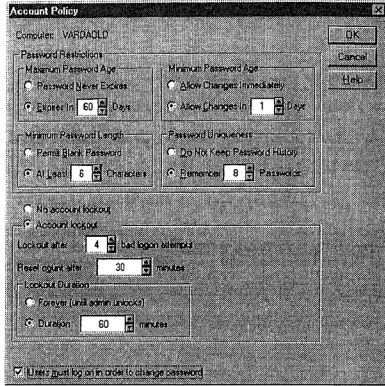 Account Policy
Computer: VARDAOLD
OK
Cancel
Help
Password Restrictions
Maximum Password Age
Password Never Expires
Expires In 60 Days
Minimum Password Age
Allow Changes Immediately
Allow Changes In 1 Days
Minimum Password Length
Permit Blank Password
At Least 6 Characters
Password Uniqueness
Do Not Keep Password History
Remember 8 Passwords
No account lockout
Account lockout
Lockout after 4 bad logon attempts
Reset count after 30 minutes
Lockout Duration
Forever (until admin unlocks)
Duration 60 minutes
Users must log on in order to change password